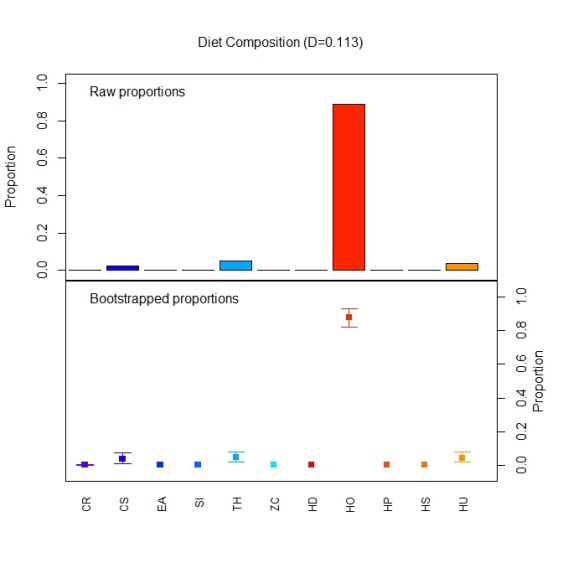 Diet Composition (D=0.113)
Raw proportions
Proportion
0.0 0.2 0.4 0.6 0.8 1.0
Bootstrapped proportions
Proportion
0.0 0.2 0.4 0.6 0.8 1.0
CR CS EA SI TH ZC HD HO HP HS HU